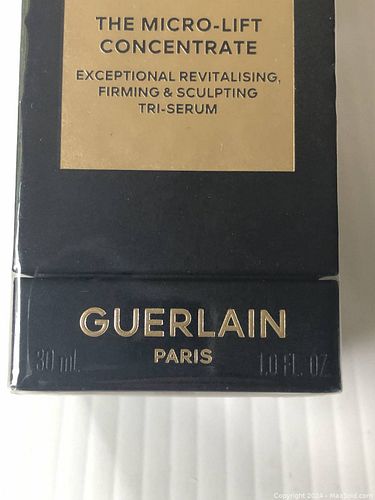 THE MICRO-LIFT
CONCENTRATE
EXCEPTIONAL REVITALISING,
FIRMING & SCULPTING
TRI-SERUM
GUERLAIN
PARIS
30 mL 1.0 FL. OZ
Copyright 2024 - MaxSold.com